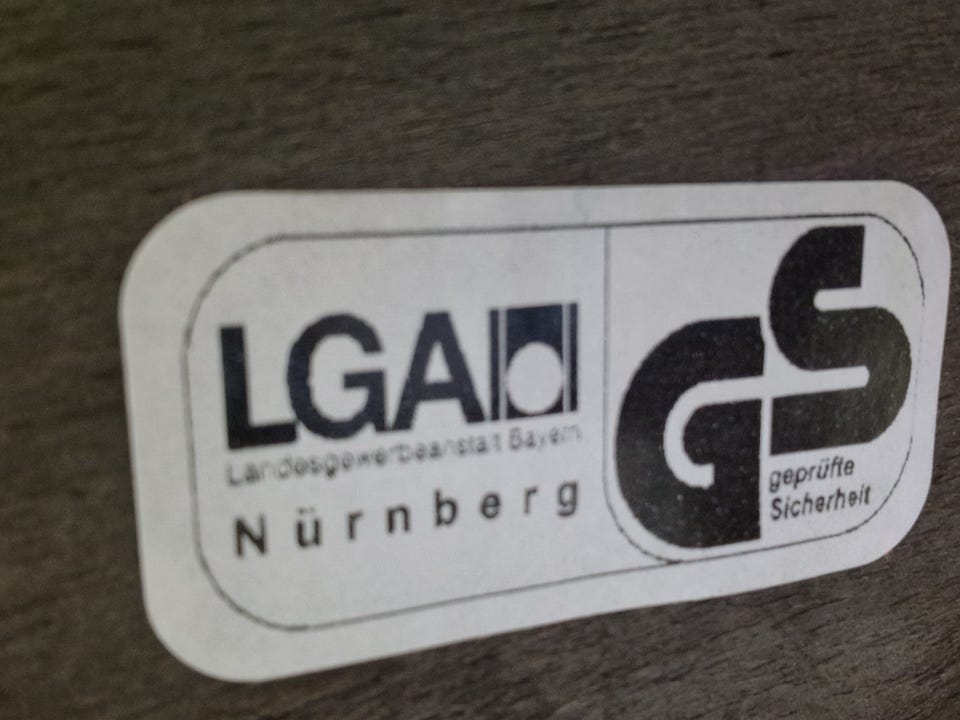 LGA
Landesgewerbeanstalt Bayern
Nürnberg
GS
geprüfte
Sicherheit